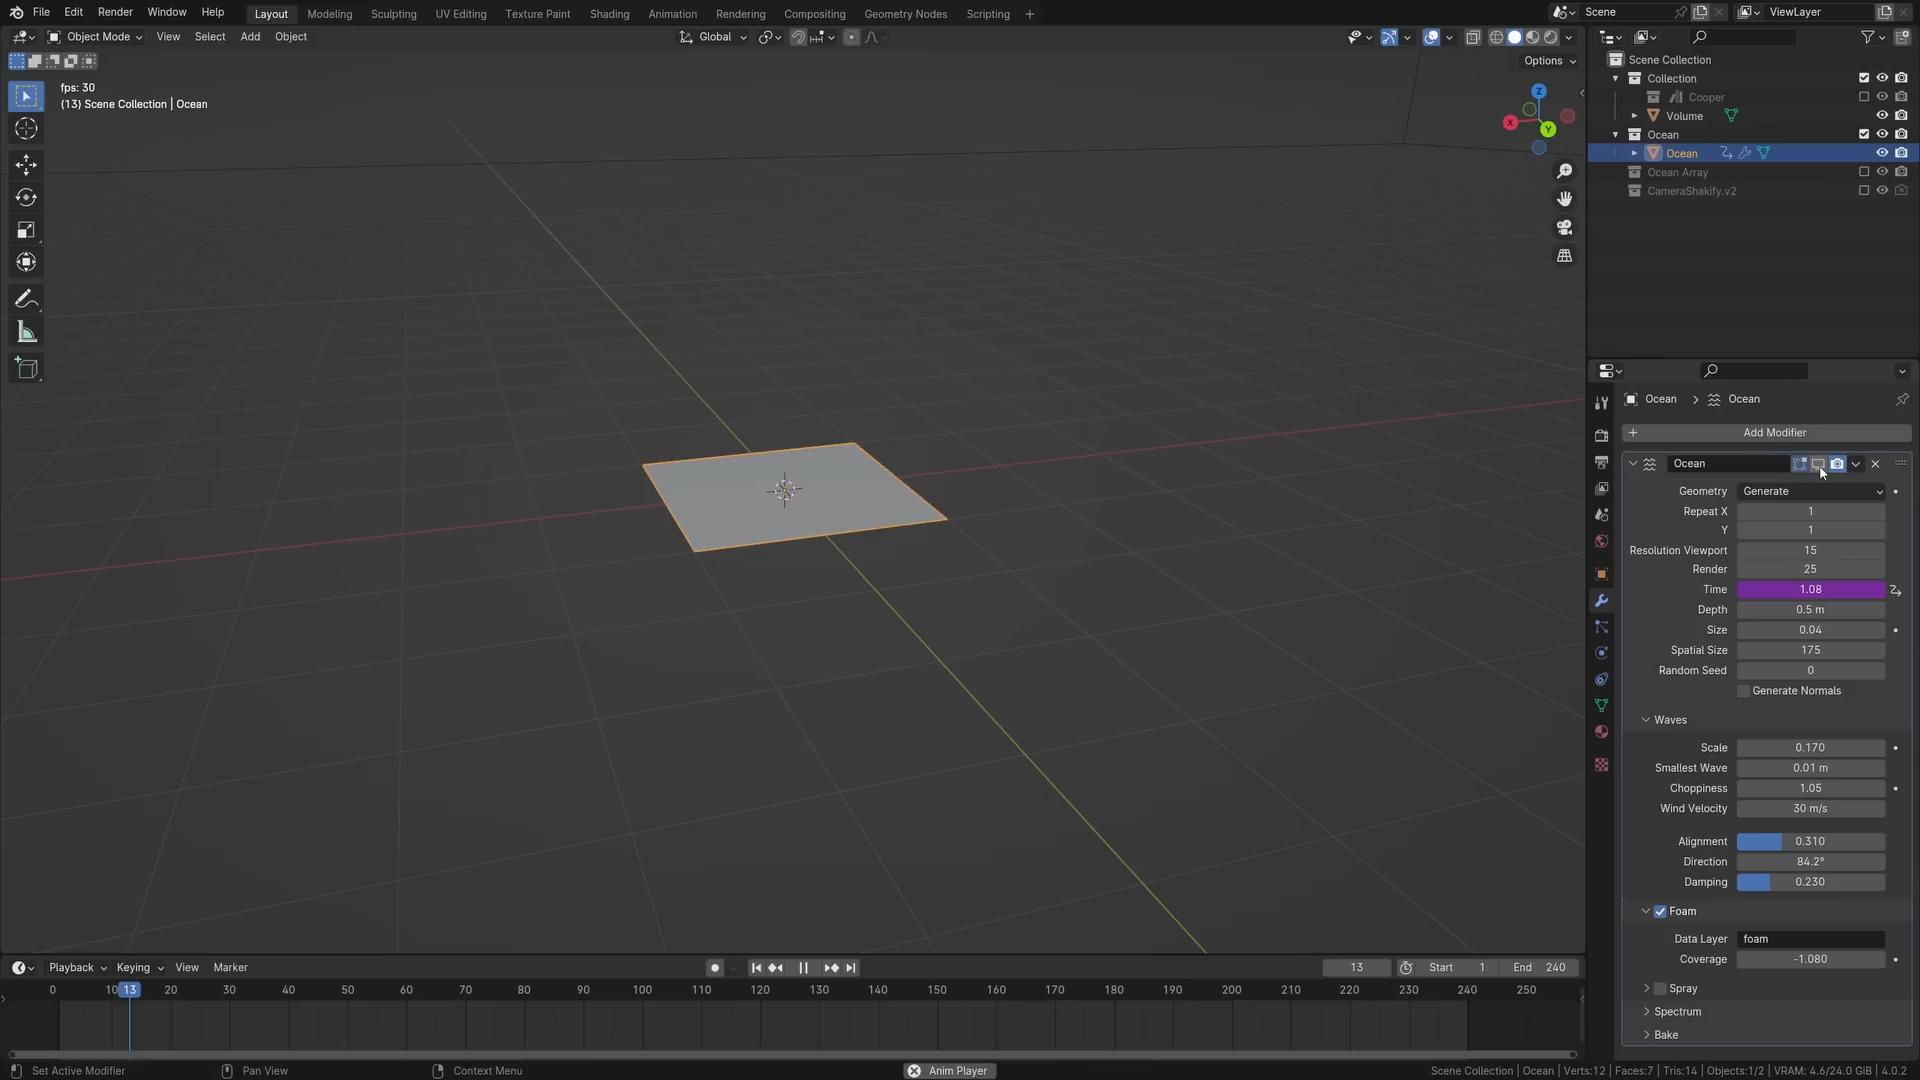 File Edit Render Window Help Layout Modeling Sculpting UV Editing Texture Paint Shading Animation Rendering Compositing Geometry Nodes Scripting Scene ViewLayer
Object Mode View Select Add Object Global
Options
fps: 30
(13) Scene Collection | Ocean
Z
X
Y
Scene Collection
Collection
Cooper
Volume
Ocean
Ocean
Ocean Array
CameraShakify.v2
Ocean > Ocean
Add Modifier
Ocean
Geometry Generate
Repeat X 1
Y 1
Resolution Viewport 15
Render 25
Time 1.08
Depth 0.5 m
Size 0.04
Spatial Size 175
Random Seed 0
Generate Normals
Waves
Scale 0.170
Smallest Wave 0.01 m
Choppiness 1.05
Wind Velocity 30 m/s
Alignment 0.310
Direction 84.2°
Damping 0.230
Foam
Data Layer foam
Coverage -1.080
Spray
Spectrum
Bake
Playback Keying View Marker 13 Start 1 End 240
0 10 13 20 30 40 50 60 70 80 90 100 110 120 130 140 150 160 170 180 190 200 210 220 230 240 250
Set Active Modifier Pan View Context Menu Anim Player Scene Collection | Ocean | Verts:12 | Faces:7 | Tris:14 | Objects:1/2 | VRAM: 4.6/24.0 GiB | 4.0.2